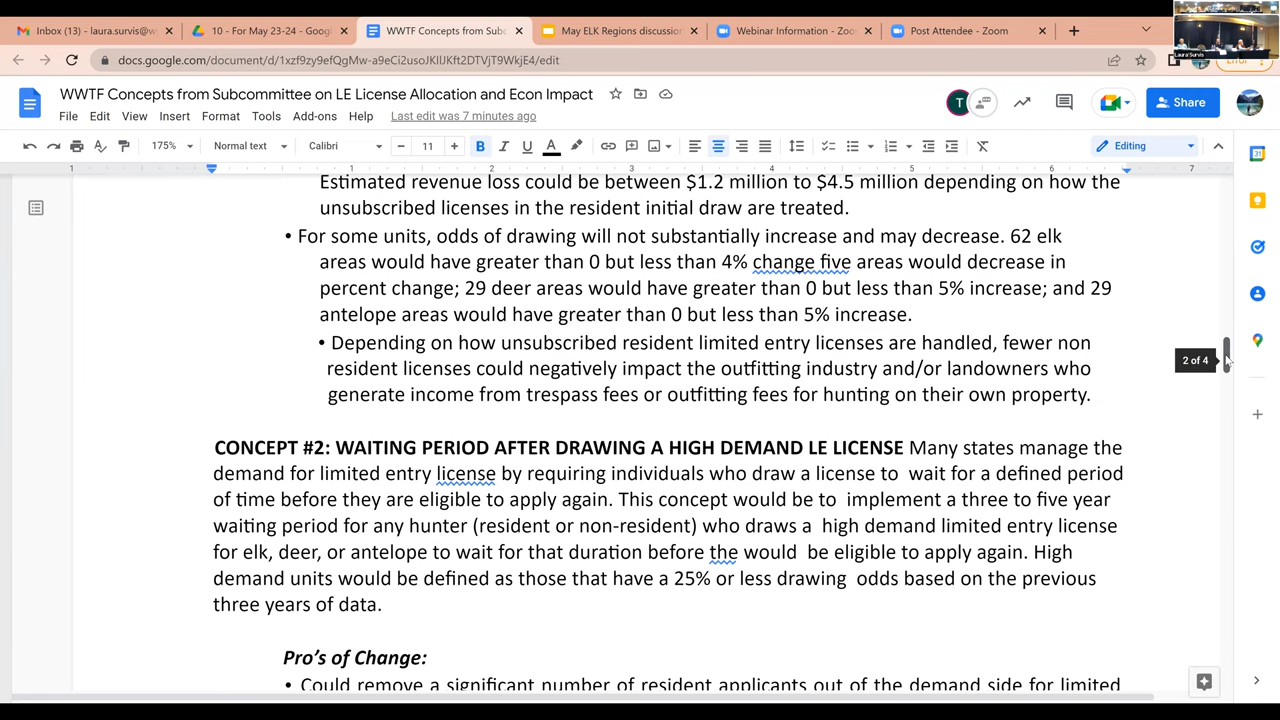 Inbox (13) - laura.survis@w
10 - For May 23-24 - Googl
WWTF Concepts from Sub
May ELK Regions discussion
Webinar Information - Zoom
Post Attendee - Zoom
docs.google.com/document/d/1xzf9zy9efQgMw-a9eCi2usoJKIlJKft2DTWJT9WkjE4/edit
Error
Laura Survis
WWTF Concepts from Subcommittee on LE License Allocation and Econ Impact
File Edit View Insert Format Tools Add-ons Help Last edit was 7 minutes ago
T
Share
175% Normal text Calibri 11 B I U A Editing
1 1 2 3 4 5 6 7
Estimated revenue loss could be between $1.2 million to $4.5 million depending on how the
unsubscribed licenses in the resident initial draw are treated.
• For some units, odds of drawing will not substantially increase and may decrease. 62 elk
areas would have greater than 0 but less than 4% change five areas would decrease in
percent change; 29 deer areas would have greater than 0 but less than 5% increase; and 29
antelope areas would have greater than 0 but less than 5% increase.
• Depending on how unsubscribed resident limited entry licenses are handled, fewer non
resident licenses could negatively impact the outfitting industry and/or landowners who
generate income from trespass fees or outfitting fees for hunting on their own property.
2 of 4
CONCEPT #2: WAITING PERIOD AFTER DRAWING A HIGH DEMAND LE LICENSE Many states manage the
demand for limited entry license by requiring individuals who draw a license to wait for a defined period
of time before they are eligible to apply again. This concept would be to implement a three to five year
waiting period for any hunter (resident or non-resident) who draws a high demand limited entry license
for elk, deer, or antelope to wait for that duration before the would be eligible to apply again. High
demand units would be defined as those that have a 25% or less drawing odds based on the previous
three years of data.
Pro's of Change:
• Could remove a significant number of resident applicants out of the demand side for limited